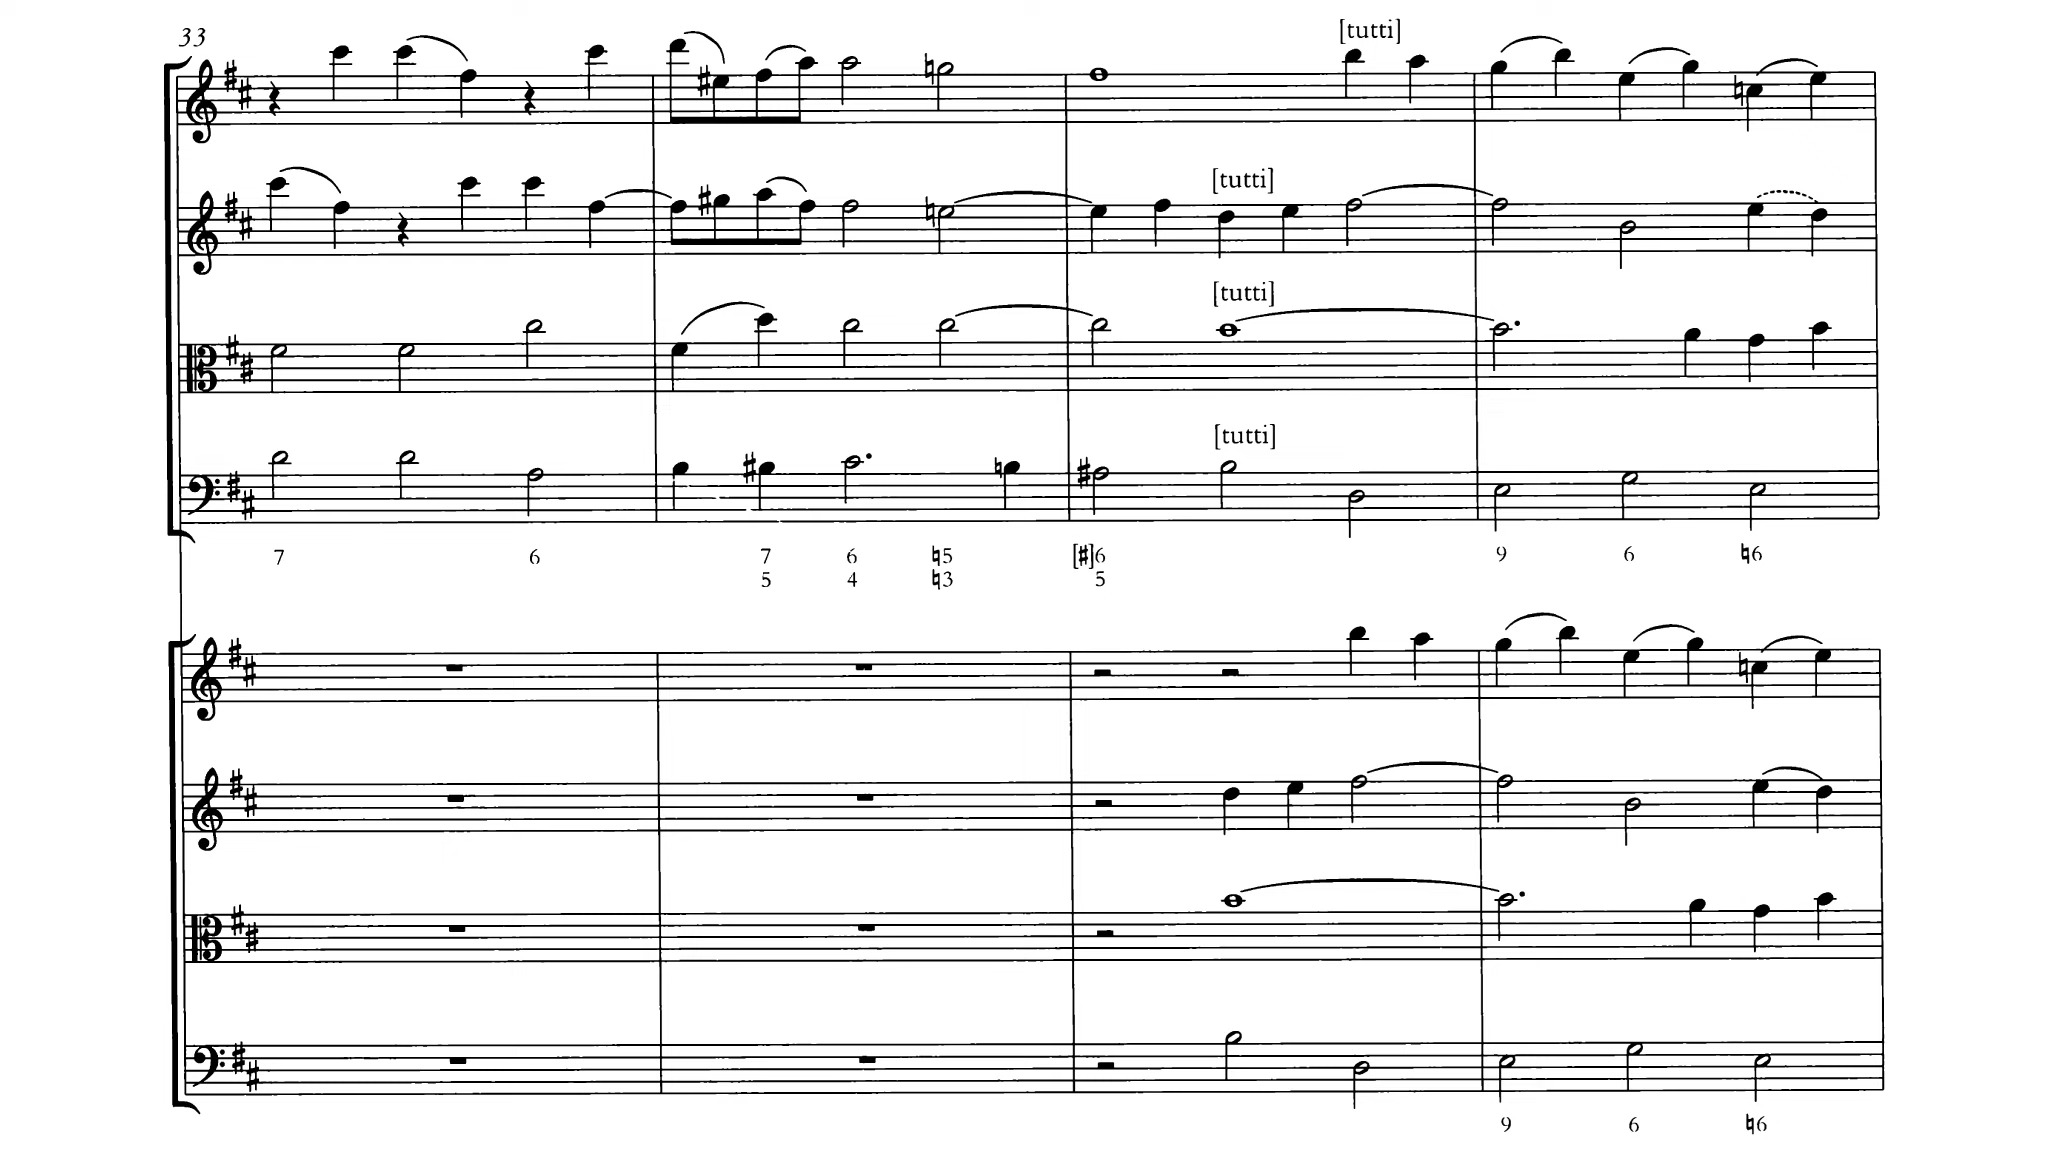 33
[tutti]
[tutti]
[tutti]
[tutti]
7 6 7 6 ♮5 [♯]6 9 6 ♮6
5 4 ♮3 5
9 6 ♮6